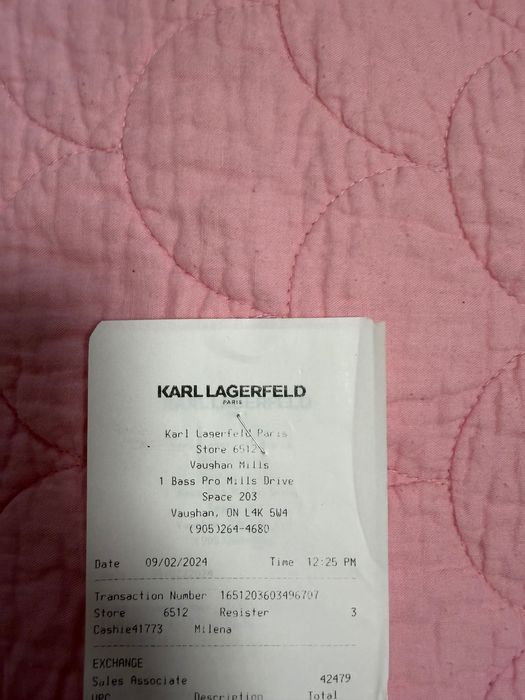 KARL LAGERFELD
PARIS
Karl Lagerfeld Paris
Store 6512
Vaughan Mills
1 Bass Pro Mills Drive
Space 203
Vaughan, ON L4K 5W4
(905)264-4680
Date 09/02/2024 Time 12:25 PM
Transaction Number 1651203603496707
Store 6512 Register 3
Cashie41773 Milena
EXCHANGE
Sales Associate 42479
UPC Description Total